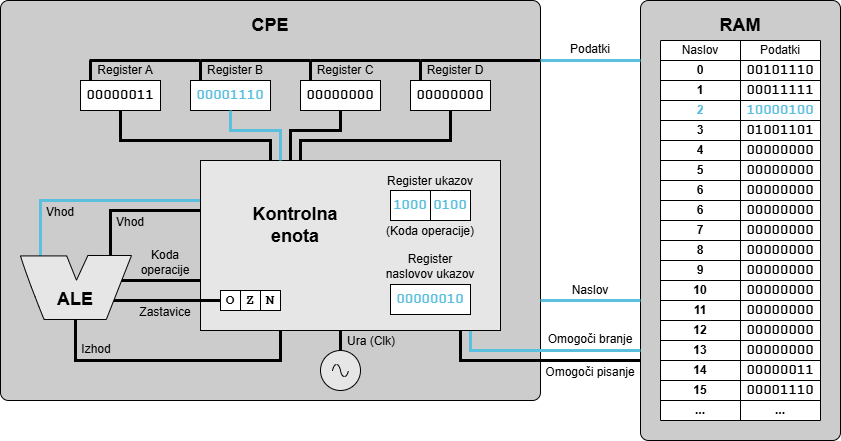 CPE
Register A
Register B
Register C
Register D
00000011
00001110
00000000
00000000
Kontrolna
enota
Register ukazov
1000 0100
(Koda operacije)
Register
naslovov ukazov
00000010
Vhod
Vhod
ALE
Koda
operacije
O Z N
Zastavice
Izhod
Ura (Clk)
Podatki
Naslov
Omogoči branje
Omogoči pisanje
RAM
Naslov Podatki
0 00101110
1 00011111
2 10000100
3 01001101
4 00000000
5 00000000
6 00000000
6 00000000
7 00000000
8 00000000
9 00000000
10 00000000
11 00000000
12 00000000
13 00000000
14 00000011
15 00001110
... ...